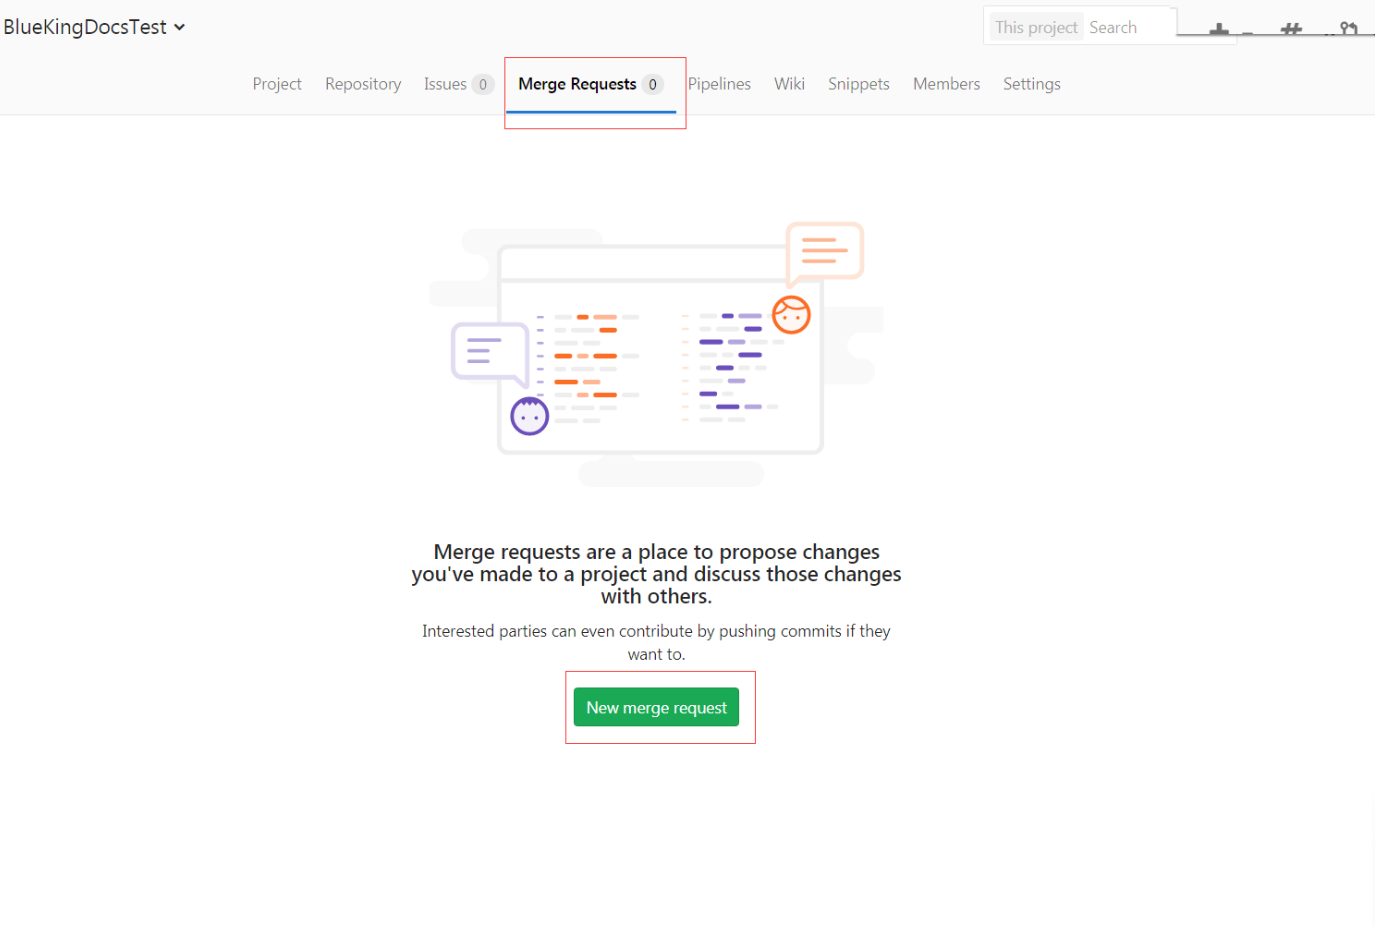 BlueKingDocsTest
This project Search
Project Repository Issues 0 Merge Requests 0 Pipelines Wiki Snippets Members Settings
Merge requests are a place to propose changes
you've made to a project and discuss those changes
with others.
Interested parties can even contribute by pushing commits if they
want to.
New merge request